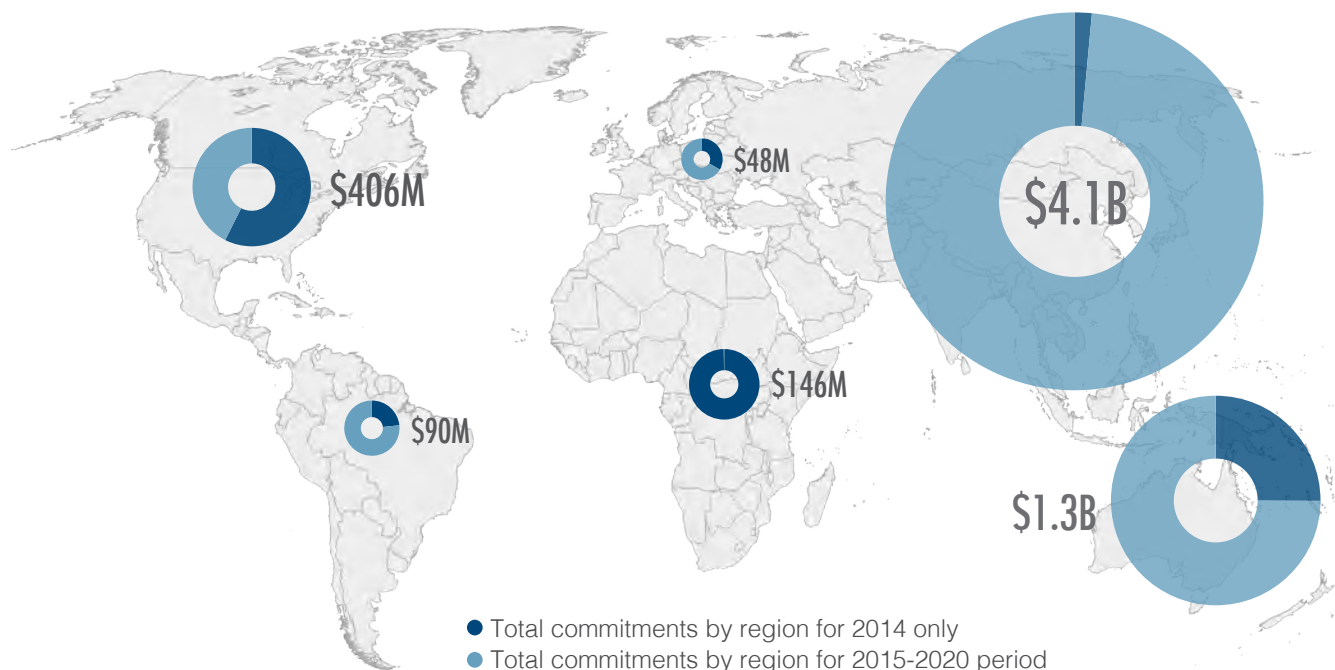 $48M
$406M
$4.1B
$146M
$90M
$1.3B
Total commitments by region for 2014 only
Total commitments by region for 2015-2020 period